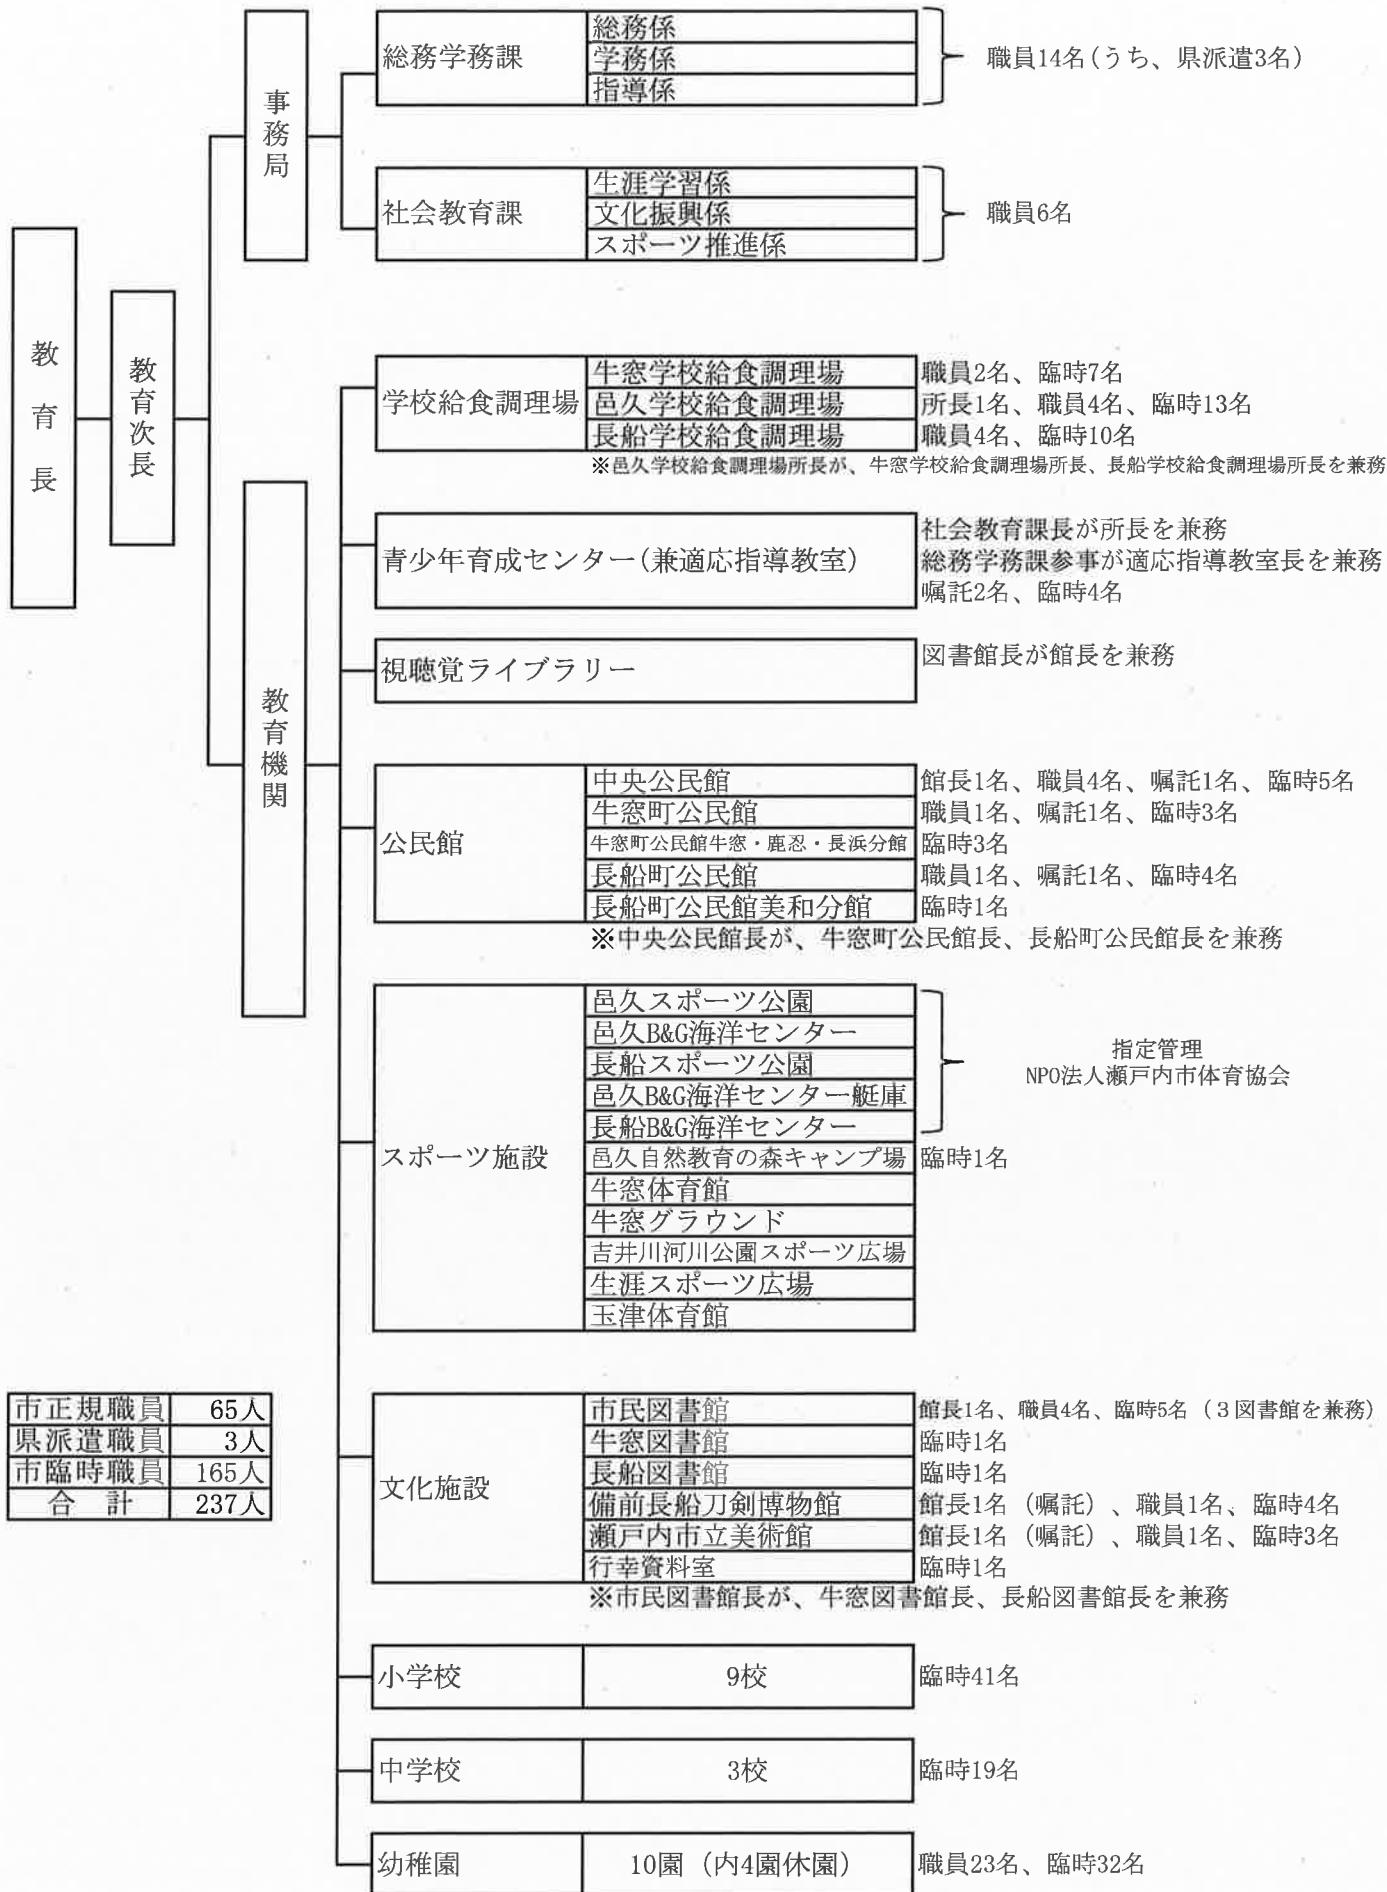 教育長
教育次長
事務局
総務学務課
総務係
学務係
指導係
職員14名(うち、県派遣3名)
社会教育課
生涯学習係
文化振興係
スポーツ推進係
職員6名
教育機関
学校給食調理場
牛窓学校給食調理場 職員2名、臨時7名
邑久学校給食調理場 所長1名、職員4名、臨時13名
長船学校給食調理場 職員4名、臨時10名
※邑久学校給食調理場所長が、牛窓学校給食調理場所長、長船学校給食調理場所長を兼務
青少年育成センター(兼適応指導教室)
社会教育課長が所長を兼務
総務学務課参事が適応指導教室長を兼務
嘱託2名、臨時4名
視聴覚ライブラリー
図書館長が館長を兼務
公民館
中央公民館 館長1名、職員4名、嘱託1名、臨時5名
牛窓町公民館 職員1名、嘱託1名、臨時3名
牛窓町公民館牛窓・鹿忍・長浜分館 臨時3名
長船町公民館 職員1名、嘱託1名、臨時4名
長船町公民館美和分館 臨時1名
※中央公民館長が、牛窓町公民館長、長船町公民館長を兼務
スポーツ施設
邑久スポーツ公園
邑久B&G海洋センター
長船スポーツ公園
邑久B&G海洋センター艇庫
長船B&G海洋センター
指定管理
NPO法人瀬戸内市体育協会
邑久自然教育の森キャンプ場 臨時1名
牛窓体育館
牛窓グラウンド
吉井川河川公園スポーツ広場
生涯スポーツ広場
玉津体育館
文化施設
市民図書館 館長1名、職員4名、臨時5名（3図書館を兼務）
牛窓図書館 臨時1名
長船図書館 臨時1名
備前長船刀剣博物館 館長1名（嘱託）、職員1名、臨時4名
瀬戸内市立美術館 館長1名（嘱託）、職員1名、臨時3名
行幸資料室 臨時1名
※市民図書館長が、牛窓図書館長、長船図書館長を兼務
小学校 9校 臨時41名
中学校 3校 臨時19名
幼稚園 10園（内4園休園） 職員23名、臨時32名
市正規職員 65人
県派遣職員 3人
市臨時職員 165人
合 計 237人